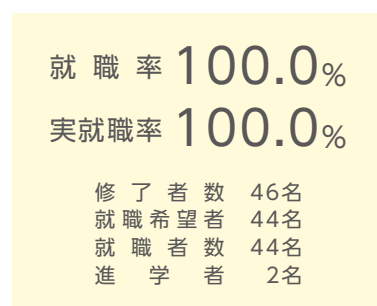 就職率 100.0%
実就職率 100.0%
修了者数 46名
就職希望者 44名
就職者数 44名
進学者 2名